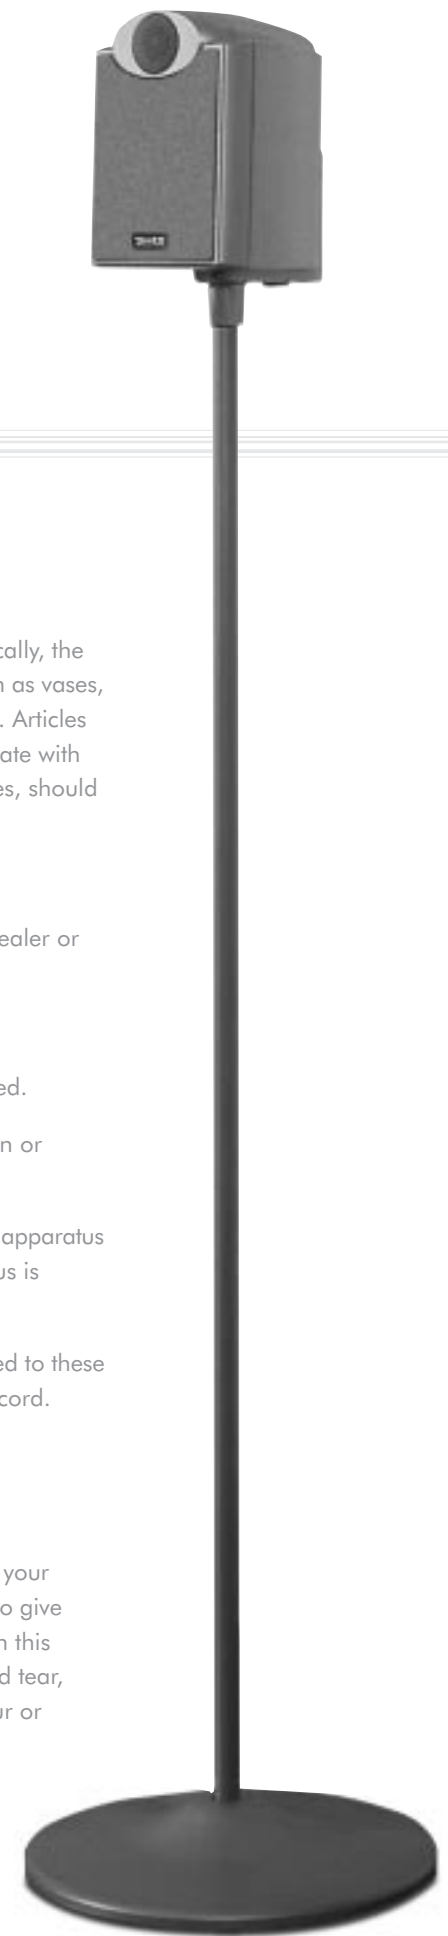 cally, the
n as vases,
. Articles
ate with
es, should
ealer or
ed.
n or
apparatus
us is
ed to these
cord.
your
o give
n this
d tear,
ur or